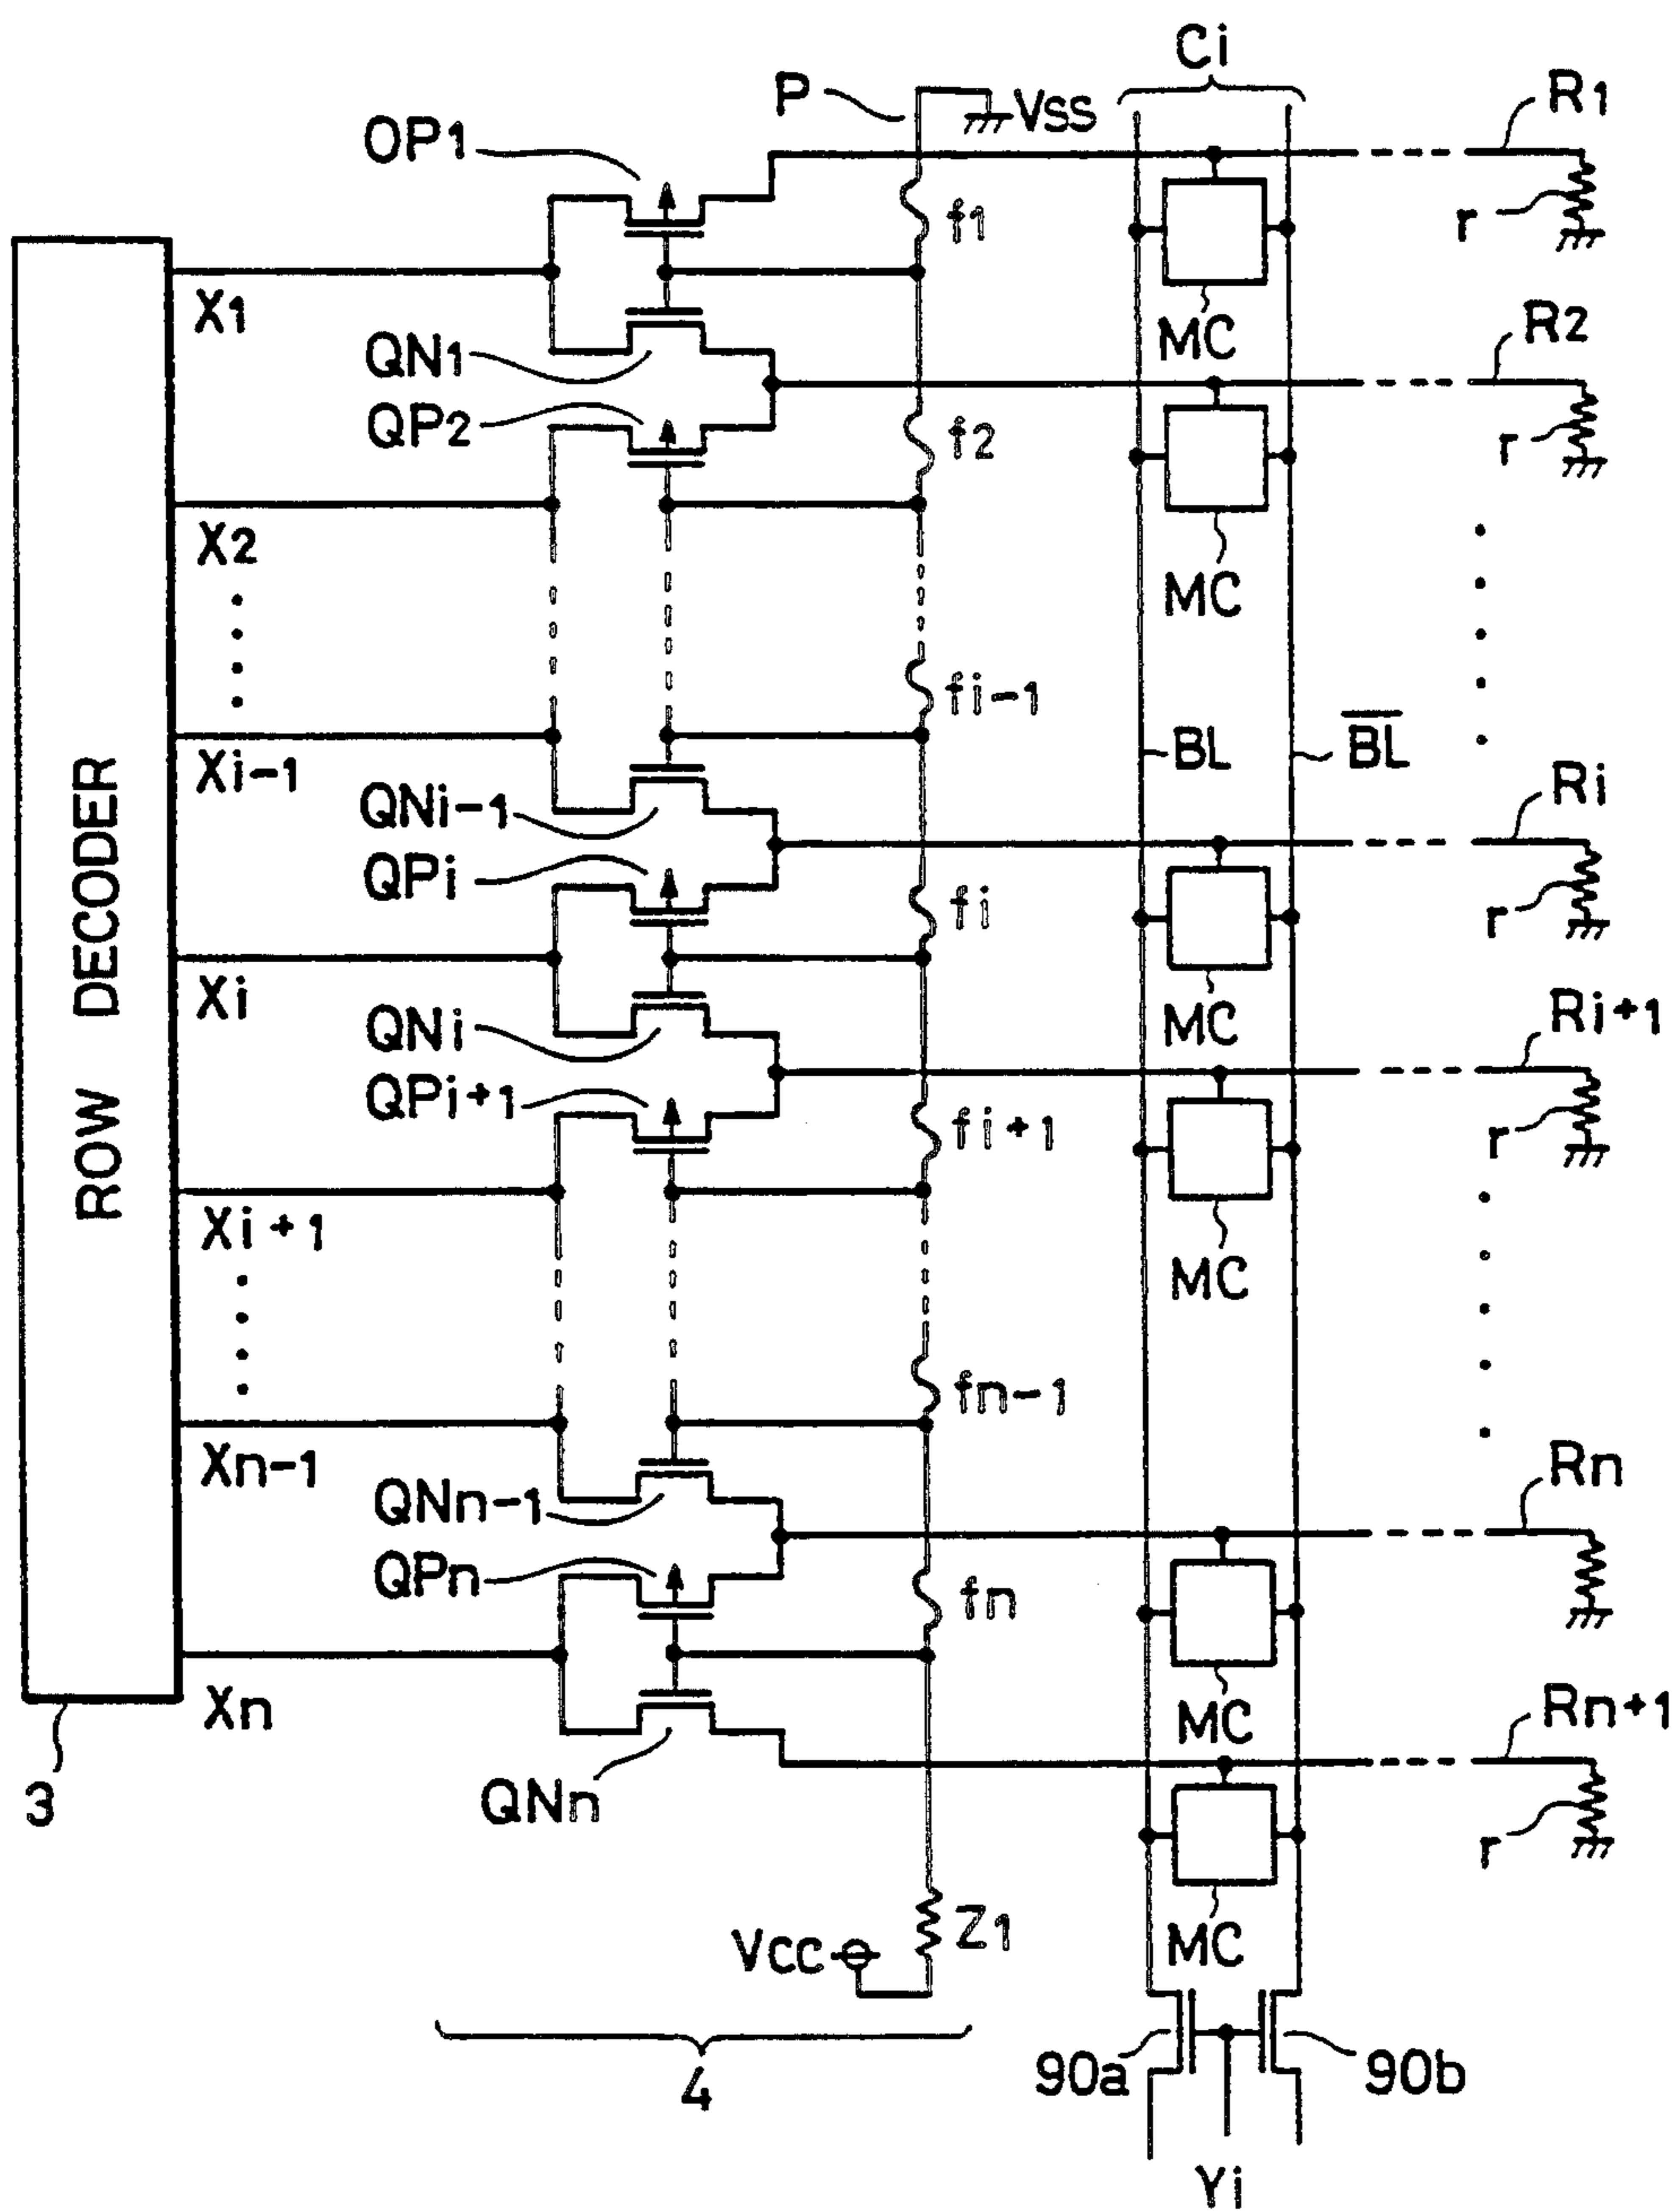 Ci
P
VSS
R1
OP1
f1
r
X1
MC
R2
QN1
QP2
f2
r
X2
MC
fi-1
BL
BL
Xi-1
Ri
QNi-1
QPi
fi
r
Xi
MC
Ri+1
QNi
QPi+1
fi+1
r
Xi+1
MC
ROW DECODER
fn-1
Xn-1
Rn
QNn-1
QPn
fn
Xn
MC
Rn+1
3
QNn
r
Z1
VCC
MC
90a
90b
4
Yi